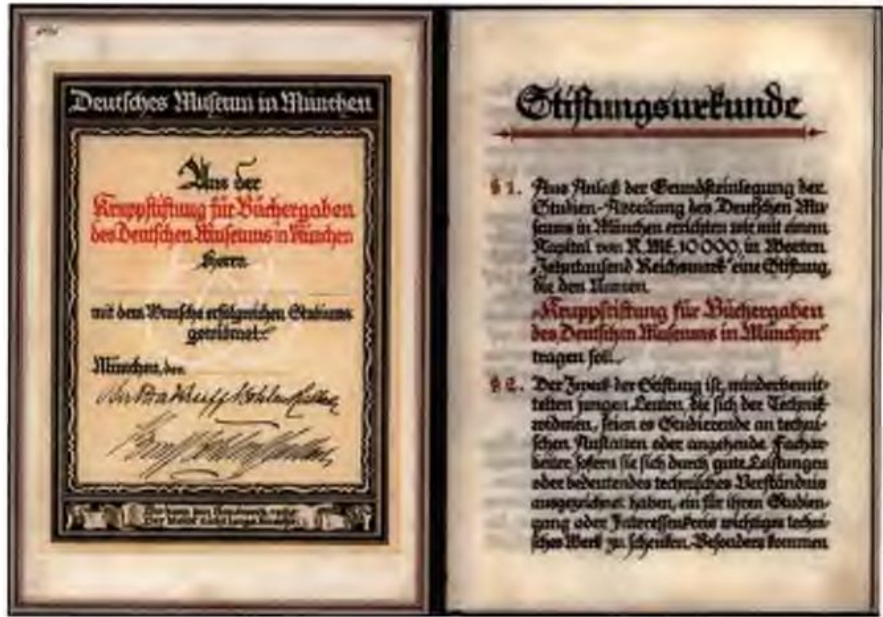 Deutsches Museum in München
Aus der
Kruppstiftung für Büchergaben
des Deutschen Museums in München
Herrn
mit dem Wunsche erfolgreichen Studiums
gewidmet.
München, den
Stiftungsurkunde
§ 1. Aus Anlaß der Grundsteinlegung der
Studien-Abteilung des Deutschen Mu-
seums in München errichten wir mit einem
Kapital von R. Mk. 10000, in Worten
„Zehntausend Reichsmark“ eine Stiftung,
die den Namen
„Kruppstiftung für Büchergaben
des Deutschen Museums in München“
tragen soll.
§ 2. Der Zweck der Stiftung ist, minderbemit-
telten jungen Leuten, die sich der Technik
widmen, seien es Studierende an techni-
schen Anstalten oder angehende Fachar-
beiter, sofern sie sich durch gute Leistungen
oder bedeutendes technisches Verständnis
ausgezeichnet haben, ein für ihren Studien-
gang oder Interessenkreis wichtiges techni-
sches Werk zu schenken. Besonders kommen